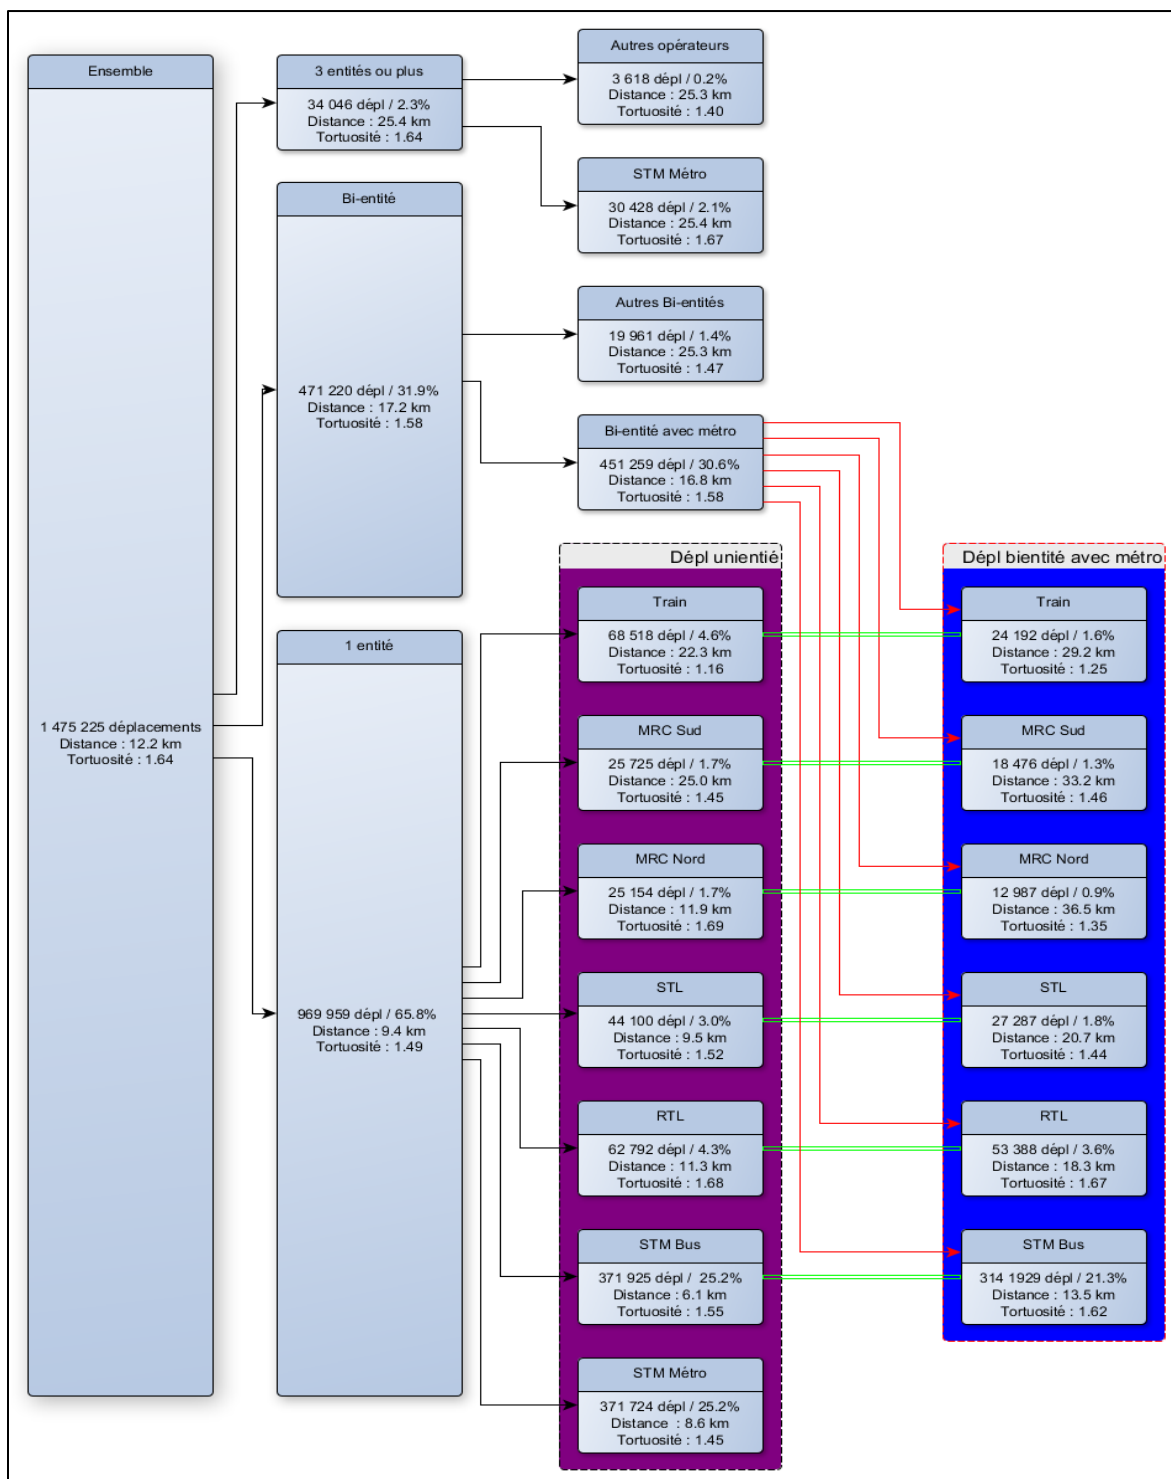 Ensemble
1 475 225 déplacements
Distance : 12.2 km
Tortuosité : 1.64
3 entités ou plus
34 046 dépl / 2.3%
Distance : 25.4 km
Tortuosité : 1.64
Bi-entité
471 220 dépl / 31.9%
Distance : 17.2 km
Tortuosité : 1.58
1 entité
969 959 dépl / 65.8%
Distance : 9.4 km
Tortuosité : 1.49
Autres opérateurs
3 618 dépl / 0.2%
Distance : 25.3 km
Tortuosité : 1.40
STM Métro
30 428 dépl / 2.1%
Distance : 25.4 km
Tortuosité : 1.67
Autres Bi-entités
19 961 dépl / 1.4%
Distance : 25.3 km
Tortuosité : 1.47
Bi-entité avec métro
451 259 dépl / 30.6%
Distance : 16.8 km
Tortuosité : 1.58
Dépl unientié
Train
68 518 dépl / 4.6%
Distance : 22.3 km
Tortuosité : 1.16
MRC Sud
25 725 dépl / 1.7%
Distance : 25.0 km
Tortuosité : 1.45
MRC Nord
25 154 dépl / 1.7%
Distance : 11.9 km
Tortuosité : 1.69
STL
44 100 dépl / 3.0%
Distance : 9.5 km
Tortuosité : 1.52
RTL
62 792 dépl / 4.3%
Distance : 11.3 km
Tortuosité : 1.68
STM Bus
371 925 dépl / 25.2%
Distance : 6.1 km
Tortuosité : 1.55
STM Métro
371 724 dépl / 25.2%
Distance : 8.6 km
Tortuosité : 1.45
Dépl bientité avec métro
Train
24 192 dépl / 1.6%
Distance : 29.2 km
Tortuosité : 1.25
MRC Sud
18 476 dépl / 1.3%
Distance : 33.2 km
Tortuosité : 1.46
MRC Nord
12 987 dépl / 0.9%
Distance : 36.5 km
Tortuosité : 1.35
STL
27 287 dépl / 1.8%
Distance : 20.7 km
Tortuosité : 1.44
RTL
53 388 dépl / 3.6%
Distance : 18.3 km
Tortuosité : 1.67
STM Bus
314 1929 dépl / 21.3%
Distance : 13.5 km
Tortuosité : 1.62